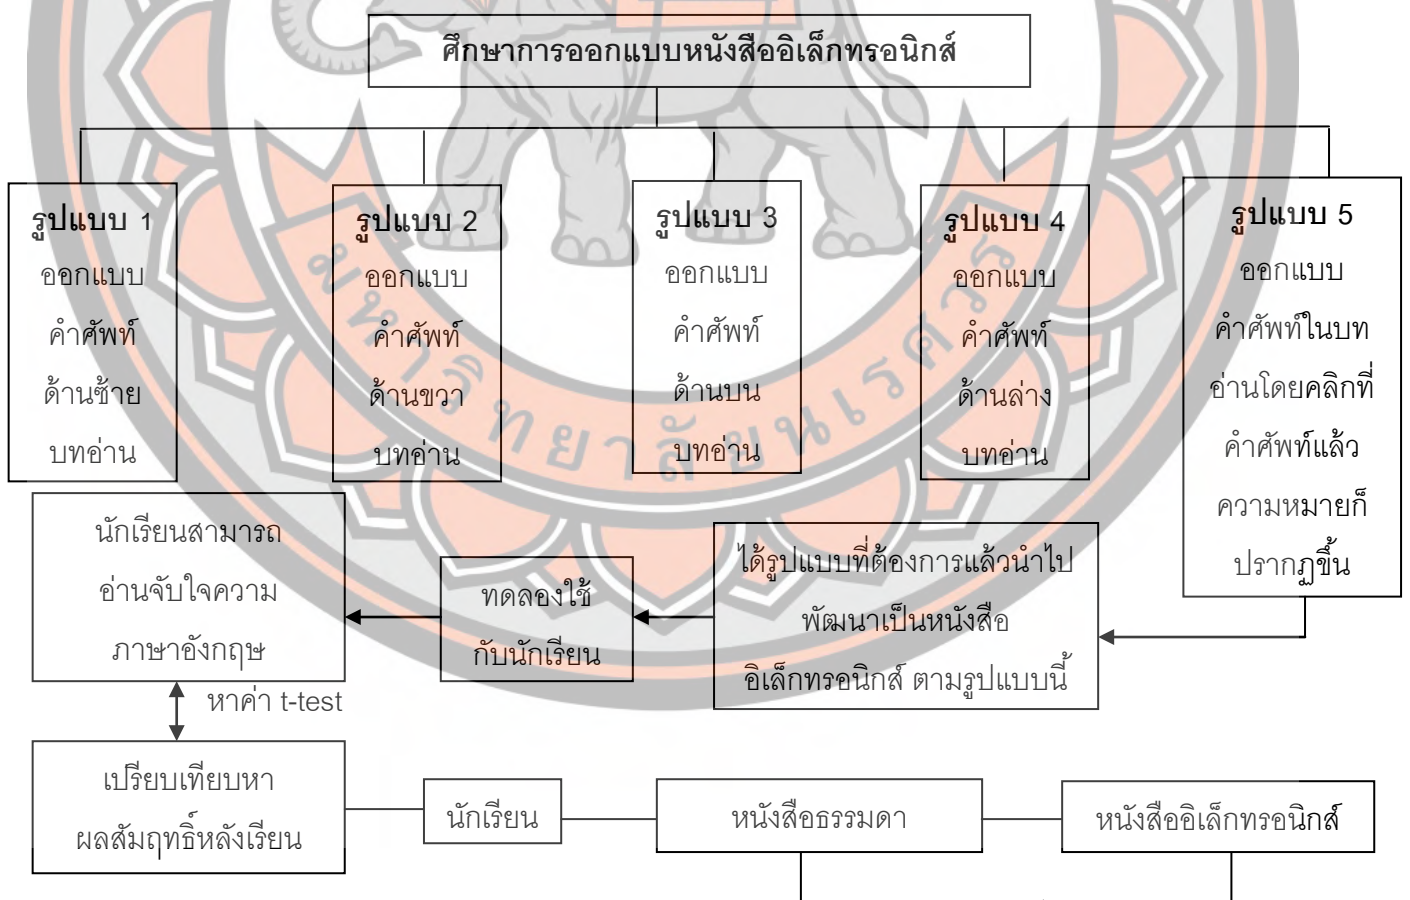 ศึกษาการออกแบบหนังสืออิเล็กทรอนิกส์
รูปแบบ 1
ออกแบบ
คำศัพท์
ด้านซ้าย
บทอ่าน
รูปแบบ 2
ออกแบบ
คำศัพท์
ด้านขวา
บทอ่าน
รูปแบบ 3
ออกแบบ
คำศัพท์
ด้านบน
บทอ่าน
รูปแบบ 4
ออกแบบ
คำศัพท์
ด้านล่าง
บทอ่าน
รูปแบบ 5
ออกแบบ
คำศัพท์ในบท
อ่านโดยคลิกที่
คำศัพท์แล้ว
ความหมายก็
ปรากฏขึ้น
ได้รูปแบบที่ต้องการแล้วนำไป
พัฒนาเป็นหนังสือ
อิเล็กทรอนิกส์ ตามรูปแบบนี้
ทดลองใช้
กับนักเรียน
นักเรียนสามารถ
อ่านจับใจความ
ภาษาอังกฤษ
หาค่า t-test
เปรียบเทียบหา
ผลสัมฤทธิ์หลังเรียน
นักเรียน
หนังสือธรรมดา
หนังสืออิเล็กทรอนิกส์
มหาวิทยาลัยนเรศวร